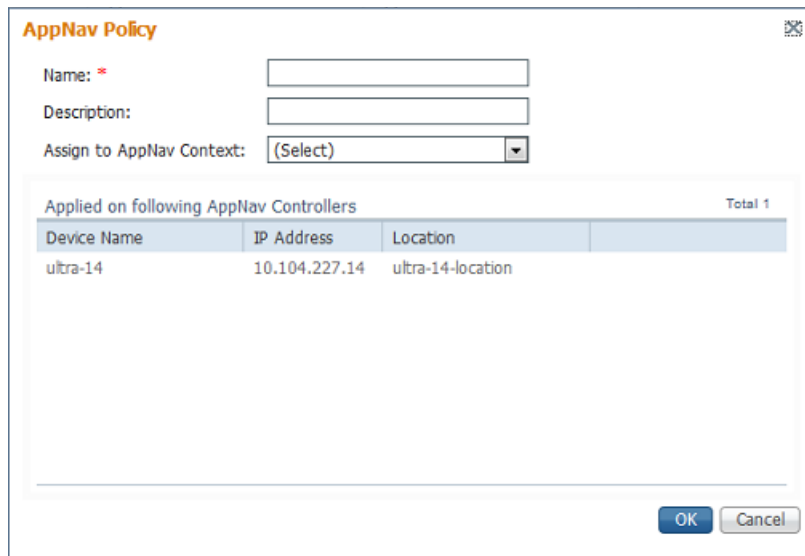 AppNav Policy
Name: *
Description:
Assign to AppNav Context: (Select)
Applied on following AppNav Controllers Total 1
Device Name IP Address Location
ultra-14 10.104.227.14 ultra-14-location
OK Cancel